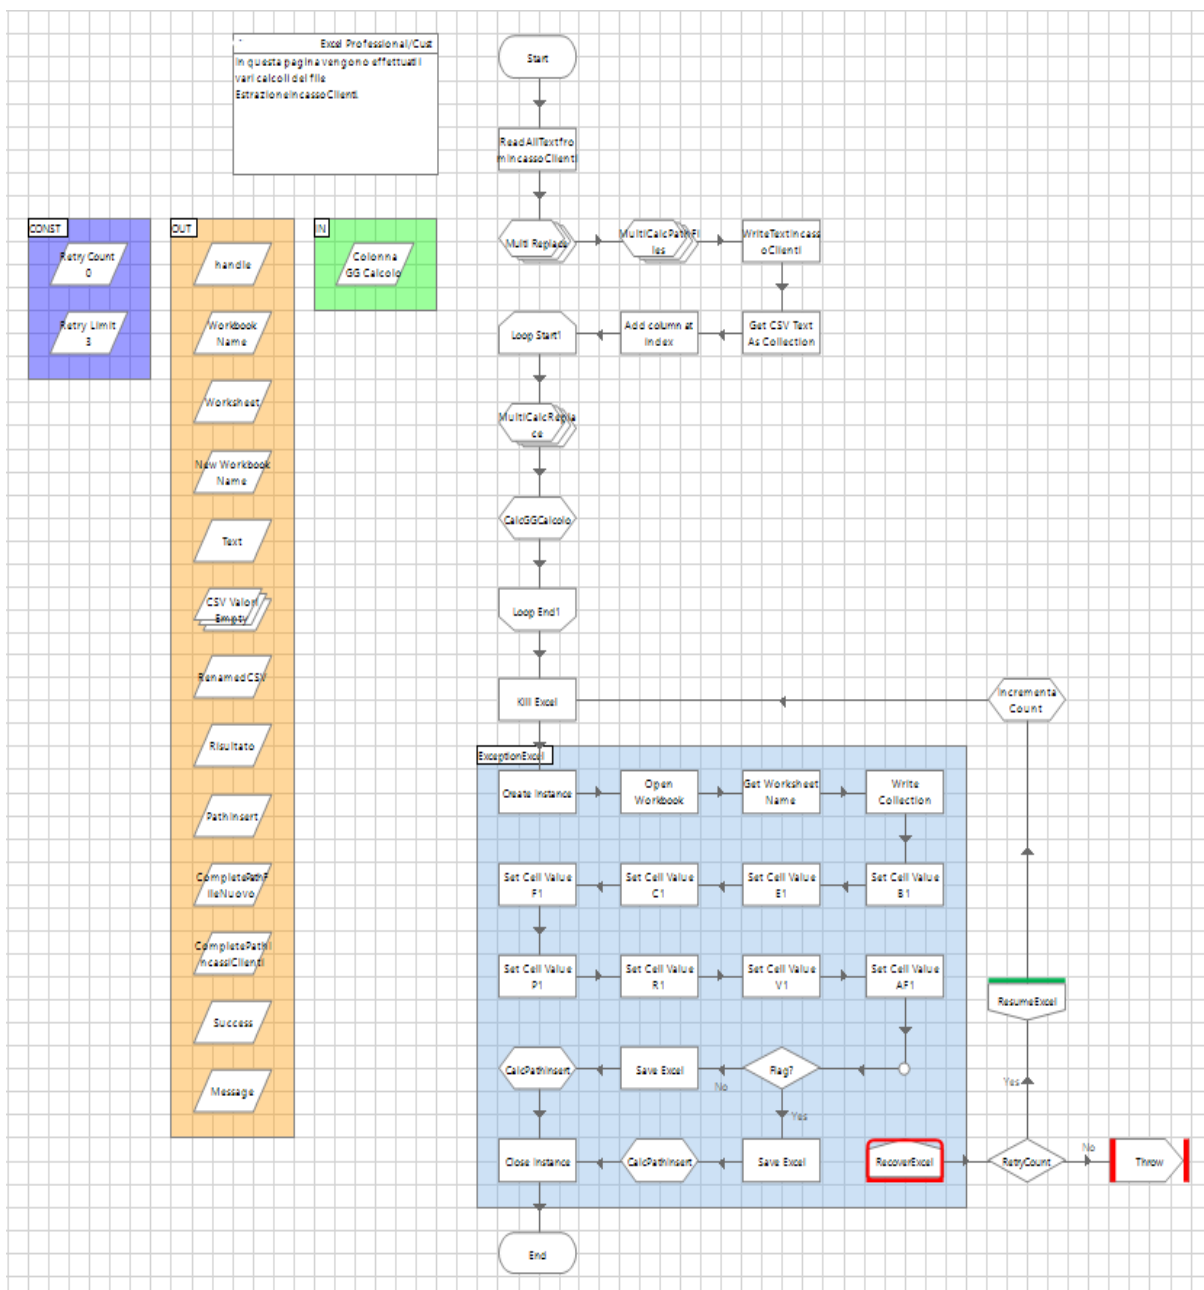 Excel Professional/Cust
In questa pagina vengono effettuati i
vari calcoli del file
EstrazioneIncassoClienti.
Start
ReadAllTextfro
mIncassoClienti
CONST
Retry Count
0
Retry Limit
3
OUT
handle
Workbook
Name
Worksheet
New Workbook
Name
Text
CSV Valori
Empty
RenamedCSV
Risultato
PathInsert
CompletePathF
ileNuovo
CompletePathI
ncassiClienti
Success
Message
IN
Colonna
GG Calcolo
Multi Replace
MultiCalcPathFi
les
WriteTextIncass
oClienti
Loop Start1
Add column at
Index
Get CSV Text
As Collection
MultiCalcRepla
ce
CalcGGCalcolo
Loop End1
Kill Excel
Incrementa
Count
ExceptionExcel
Create Instance
Open
Workbook
Get Worksheet
Name
Write
Collection
Set Cell Value
F1
Set Cell Value
C1
Set Cell Value
E1
Set Cell Value
B1
Set Cell Value
P1
Set Cell Value
R1
Set Cell Value
V1
Set Cell Value
AF1
ResumeExcel
CalcPathInsert
Save Excel
No
Flag?
Yes
Yes
Close Instance
CalcPathInsert
Save Excel
RecoverExcel
RetryCount
No
Throw
End